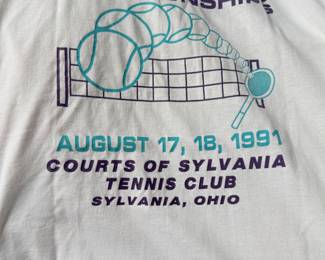 AUGUST 17, 18, 1991
COURTS OF SYLVANIA
TENNIS CLUB
SYLVANIA, OHIO